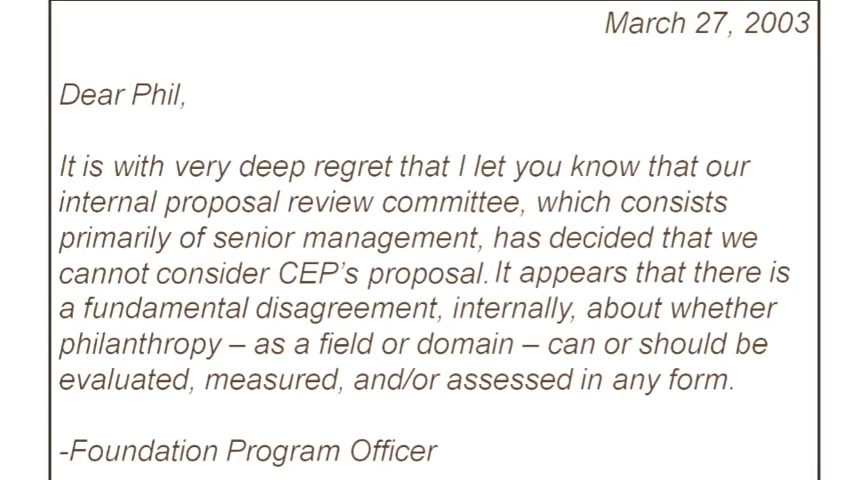 March 27, 2003
Dear Phil,
It is with very deep regret that I let you know that our
internal proposal review committee, which consists
primarily of senior management, has decided that we
cannot consider CEP's proposal. It appears that there is
a fundamental disagreement, internally, about whether
philanthropy – as a field or domain – can or should be
evaluated, measured, and/or assessed in any form.
-Foundation Program Officer